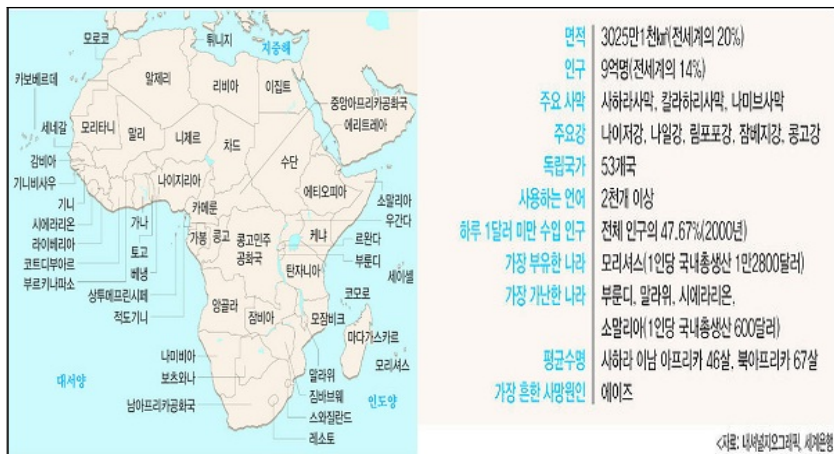 모로코
튀니지
지중해
카보베르데
알제리
리비아
이집트
중앙아프리카공화국
에리트레아
세네갈
모리타니
말리
니제르
차드
수단
감비아
기니비사우
나이지리아
에티오피아
기니
카메룬
소말리아
시에라리온
가나
우간다
라이베리아
토고
가봉
콩고
콩고민주
공화국
케냐
르완다
코트디부아르
베냉
부룬디
부르키나파소
탄자니아
세이셸
상투메프린시페
적도기니
앙골라
잠비아
코모로
모잠비크
마다가스카르
모리셔스
나미비아
대서양
보츠와나
말라위
짐바브웨
인도양
남아프리카공화국
스와질란드
레소토
면적 3025만1천㎢(전세계의 20%)
인구 9억명(전세계의 14%)
주요 사막 사하라사막, 칼라하리사막, 나미브사막
주요강 나이저강, 나일강, 림포포강, 잠베지강, 콩고강
독립국가 53개국
사용하는 언어 2천개 이상
하루 1달러 미만 수입 인구 전체 인구의 47.67%(2000년)
가장 부유한 나라 모리셔스(1인당 국내총생산 1만2800달러)
가장 가난한 나라 부룬디, 말라위, 시에라리온,
소말리아(1인당 국내총생산 600달러)
평균수명 사하라 이남 아프리카 46살, 북아프리카 67살
가장 흔한 사망원인 에이즈
<자료: 내셔널지오그래픽, 세계은행